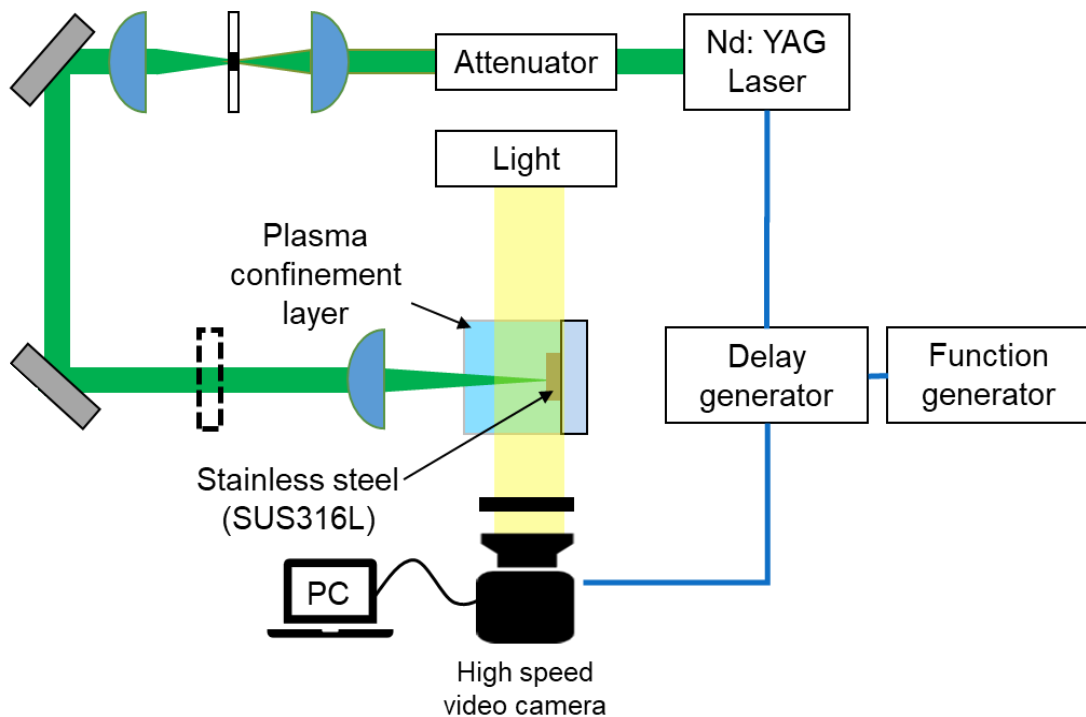 Attenuator
Nd: YAG
Laser
Light
Plasma
confinement
layer
Delay
generator
Function
generator
Stainless steel
(SUS316L)
PC
High speed
video camera